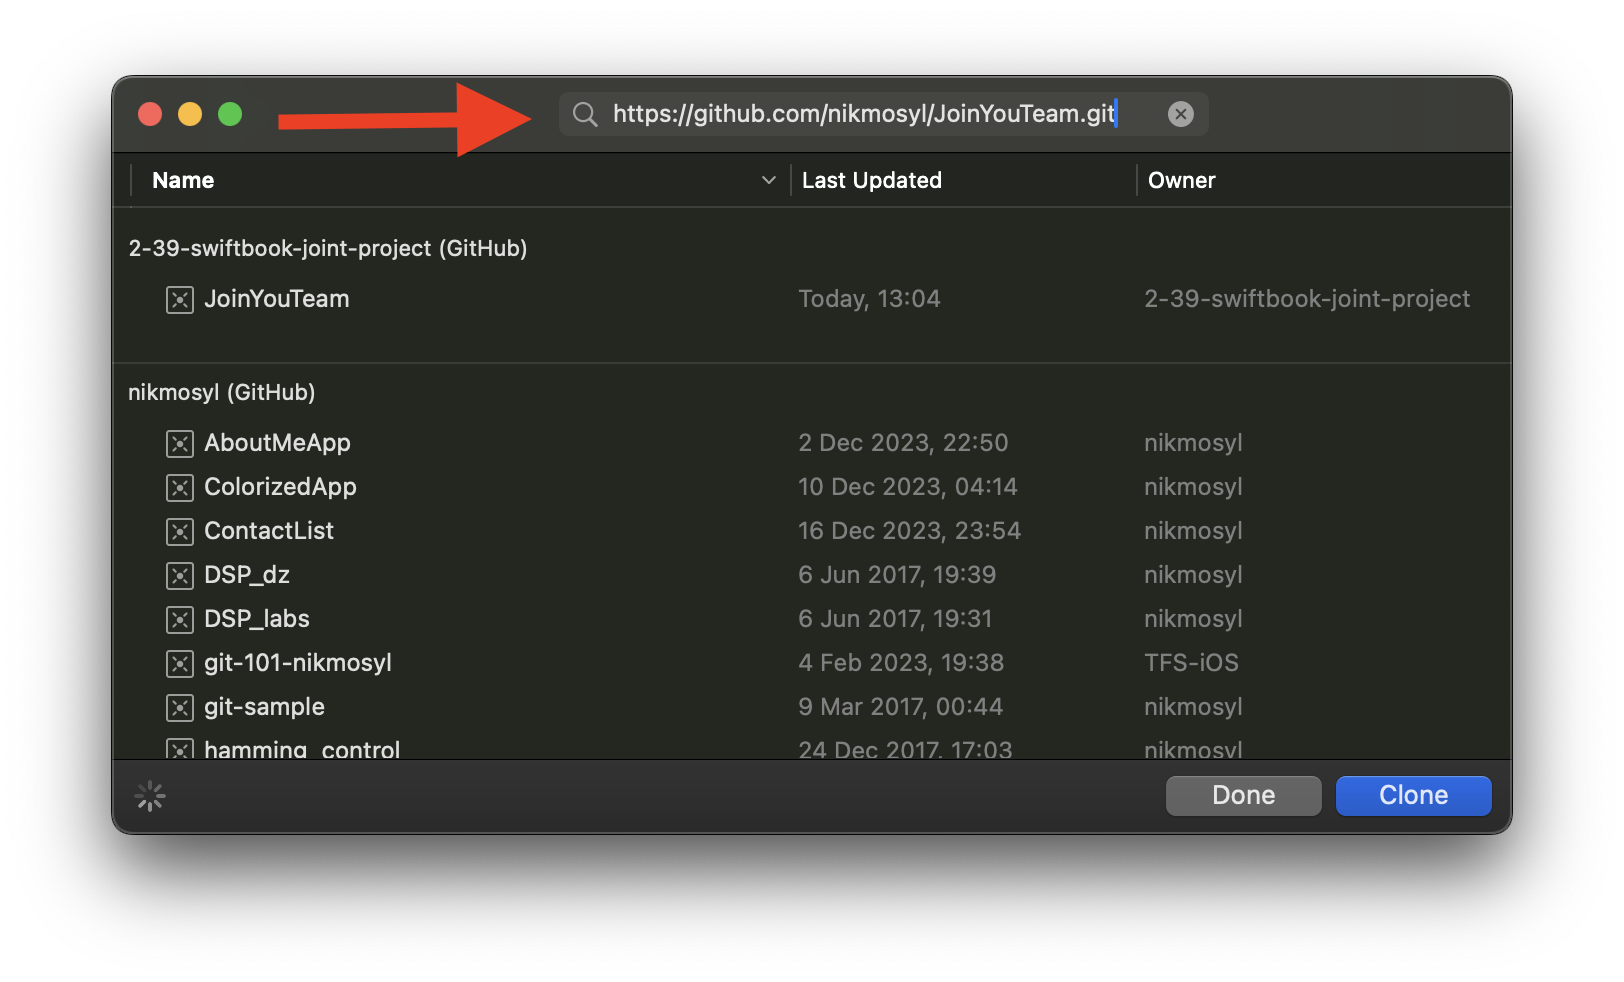 https://github.com/nikmosyl/JoinYouTeam.git
Name Last Updated Owner
2-39-swiftbook-joint-project (GitHub)
JoinYouTeam Today, 13:04 2-39-swiftbook-joint-project
nikmosyl (GitHub)
AboutMeApp 2 Dec 2023, 22:50 nikmosyl
ColorizedApp 10 Dec 2023, 04:14 nikmosyl
ContactList 16 Dec 2023, 23:54 nikmosyl
DSP_dz 6 Jun 2017, 19:39 nikmosyl
DSP_labs 6 Jun 2017, 19:31 nikmosyl
git-101-nikmosyl 4 Feb 2023, 19:38 TFS-iOS
git-sample 9 Mar 2017, 00:44 nikmosyl
hamming_control 24 Dec 2017, 17:03 nikmosyl
Done Clone